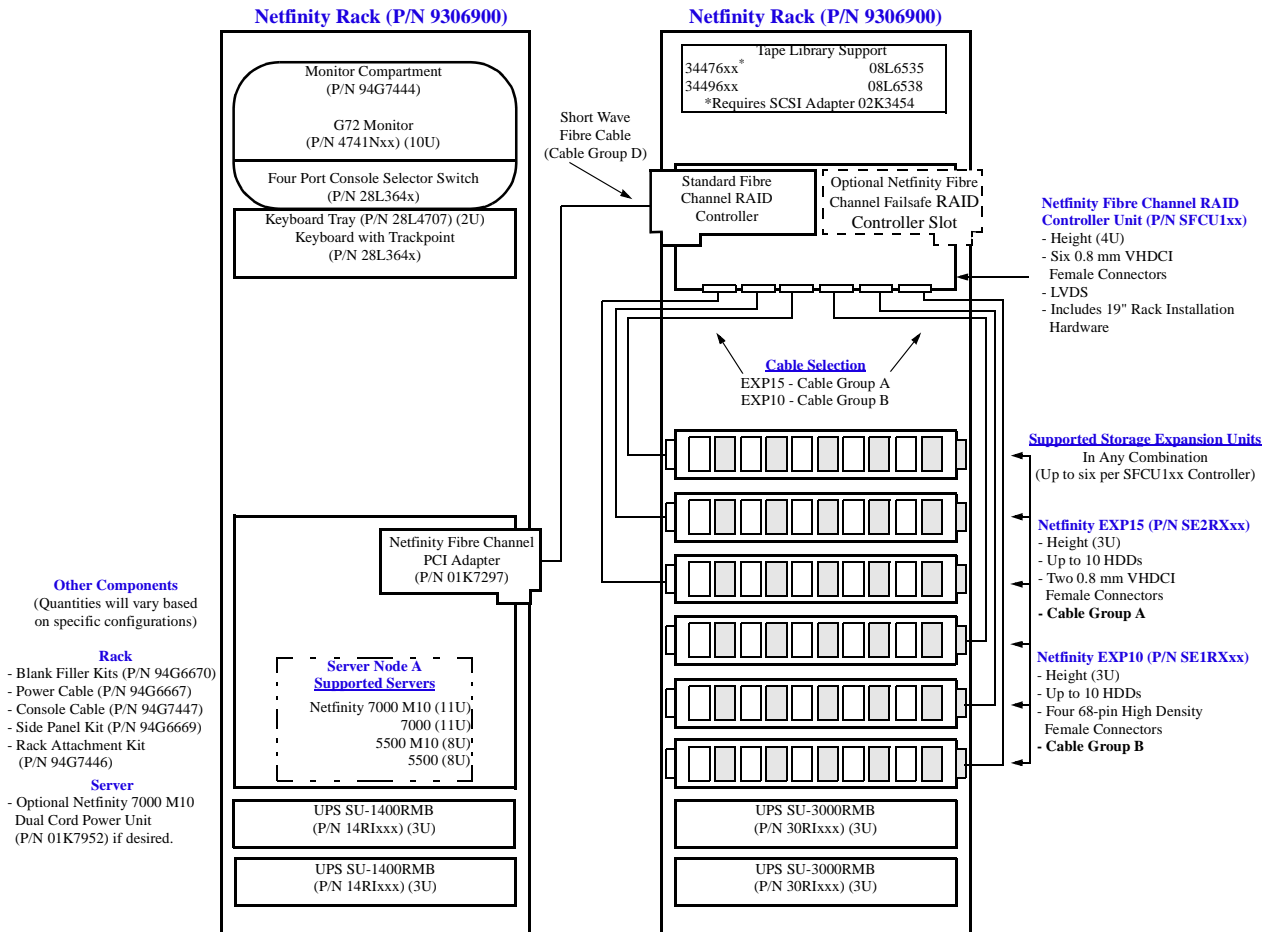 Netfinity Rack (P/N 9306900)
Monitor Compartment
(P/N 94G7444)
G72 Monitor
(P/N 4741Nxx) (10U)
Four Port Console Selector Switch
(P/N 28L364x)
Keyboard Tray (P/N 28L4707) (2U)
Keyboard with Trackpoint
(P/N 28L364x)
Netfinity Fibre Channel
PCI Adapter
(P/N 01K7297)
Server Node A
Supported Servers
Netfinity 7000 M10 (11U)
7000 (11U)
5500 M10 (8U)
5500 (8U)
UPS SU-1400RMB
(P/N 14RIxxx) (3U)
UPS SU-1400RMB
(P/N 14RIxxx) (3U)
Other Components
(Quantities will vary based
on specific configurations)
Rack
- Blank Filler Kits (P/N 94G6670)
- Power Cable (P/N 94G6667)
- Console Cable (P/N 94G7447)
- Side Panel Kit (P/N 94G6669)
- Rack Attachment Kit
(P/N 94G7446)
Server
- Optional Netfinity 7000 M10
Dual Cord Power Unit
(P/N 01K7952) if desired.
Short Wave
Fibre Cable
(Cable Group D)
Netfinity Rack (P/N 9306900)
Tape Library Support
34476xx* 08L6535
34496xx 08L6538
*Requires SCSI Adapter 02K3454
Standard Fibre
Channel RAID
Controller
Optional Netfinity Fibre
Channel Failsafe RAID
Controller Slot
Cable Selection
EXP15 - Cable Group A
EXP10 - Cable Group B
UPS SU-3000RMB
(P/N 30RIxxx) (3U)
UPS SU-3000RMB
(P/N 30RIxxx) (3U)
Netfinity Fibre Channel RAID
Controller Unit (P/N SFCU1xx)
- Height (4U)
- Six 0.8 mm VHDCI
Female Connectors
- LVDS
- Includes 19" Rack Installation
Hardware
Supported Storage Expansion Units
In Any Combination
(Up to six per SFCU1xx Controller)
Netfinity EXP15 (P/N SE2RXxx)
- Height (3U)
- Up to 10 HDDs
- Two 0.8 mm VHDCI
Female Connectors
- Cable Group A
Netfinity EXP10 (P/N SE1RXxx)
- Height (3U)
- Up to 10 HDDs
- Four 68-pin High Density
Female Connectors
- Cable Group B